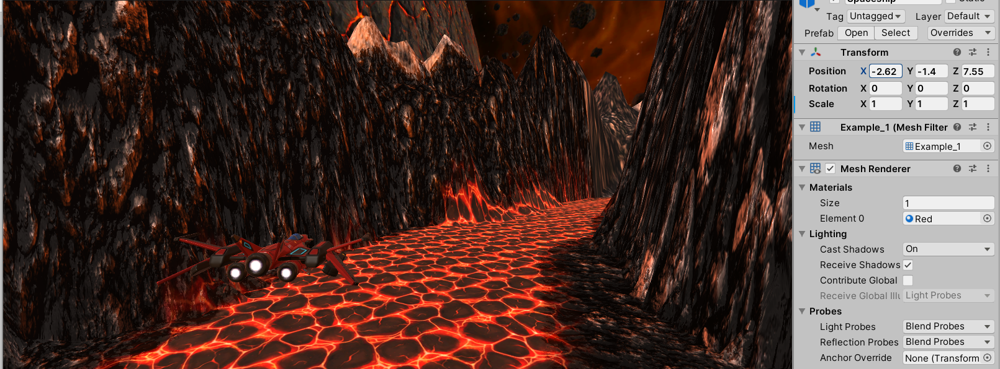 Spaceship Static
Tag Untagged Layer Default
Prefab Open Select Overrides
Transform
Position X -2.62 Y -1.4 Z 7.55
Rotation X 0 Y 0 Z 0
Scale X 1 Y 1 Z 1
Example_1 (Mesh Filter
Mesh Example_1
Mesh Renderer
Materials
Size 1
Element 0 Red
Lighting
Cast Shadows On
Receive Shadows
Contribute Global
Receive Global Illu Light Probes
Probes
Light Probes Blend Probes
Reflection Probes Blend Probes
Anchor Override None (Transform